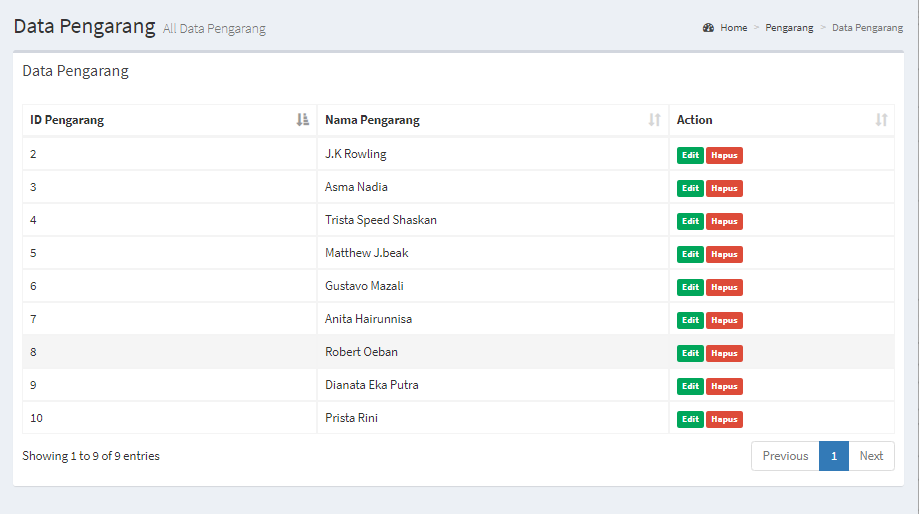 Data Pengarang All Data Pengarang
Home > Pengarang > Data Pengarang
Data Pengarang
ID Pengarang Nama Pengarang Action
2 J.K Rowling Edit Hapus
3 Asma Nadia Edit Hapus
4 Trista Speed Shaskan Edit Hapus
5 Matthew J.beak Edit Hapus
6 Gustavo Mazali Edit Hapus
7 Anita Hairunnisa Edit Hapus
8 Robert Oeban Edit Hapus
9 Dianata Eka Putra Edit Hapus
10 Prista Rini Edit Hapus
Showing 1 to 9 of 9 entries
Previous 1 Next